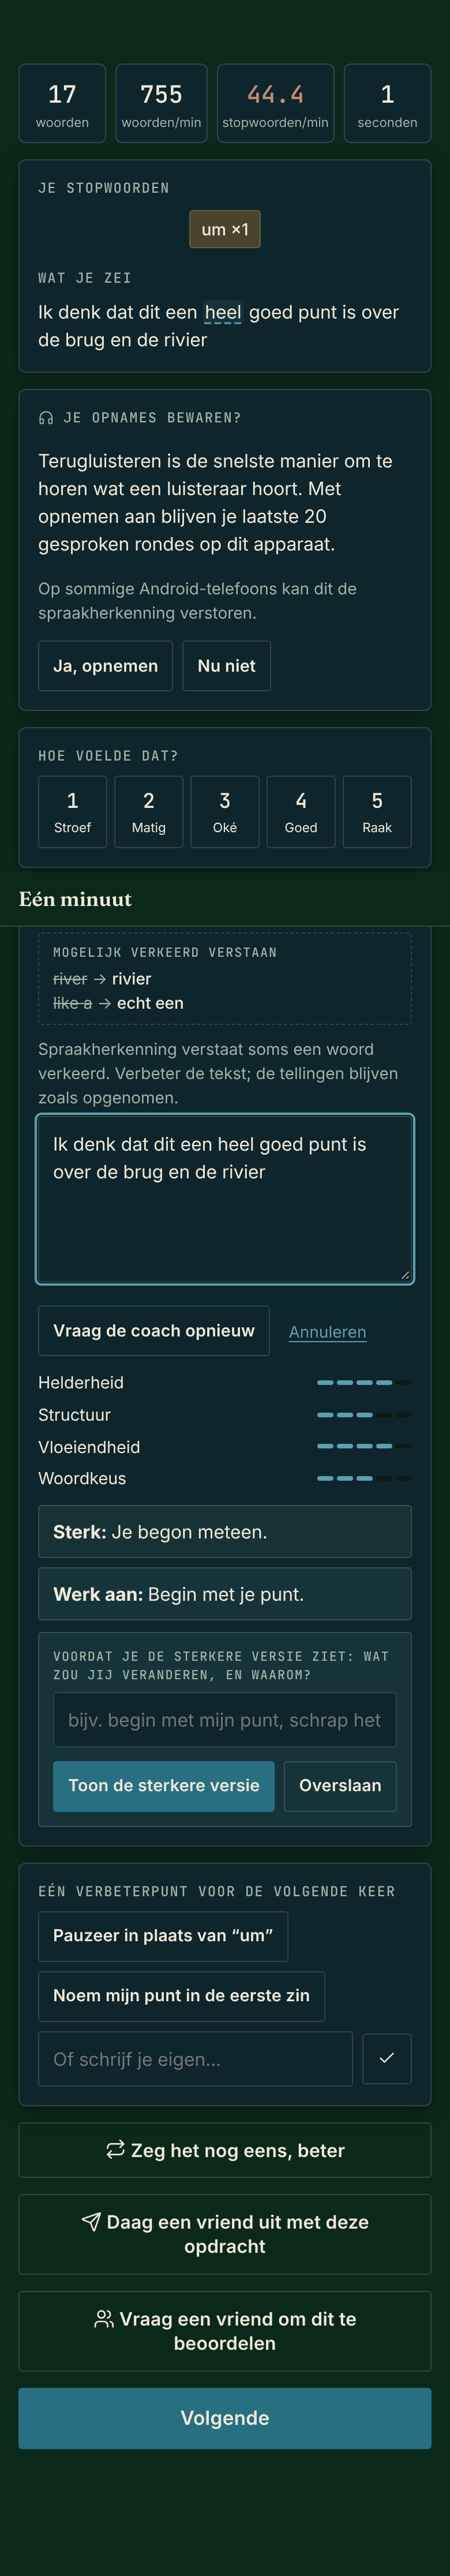 17
woorden
755
woorden/min
44.4
stopwoorden/min
1
seconden
JE STOPWOORDEN
um ×1
WAT JE ZEI
Ik denk dat dit een heel goed punt is over
de brug en de rivier
JE OPNAMES BEWAREN?
Terugluisteren is de snelste manier om te
horen wat een luisteraar hoort. Met
opnemen aan blijven je laatste 20
gesproken rondes op dit apparaat.
Op sommige Android-telefoons kan dit de
spraakherkenning verstoren.
Ja, opnemen
Nu niet
HOE VOELDE DAT?
1
Stroef
2
Matig
3
Oké
4
Goed
5
Raak
Eén minuut
MOGELIJK VERKEERD VERSTAAN
river → rivier
like a → echt een
Spraakherkenning verstaat soms een woord
verkeerd. Verbeter de tekst; de tellingen blijven
zoals opgenomen.
Ik denk dat dit een heel goed punt is
over de brug en de rivier
Vraag de coach opnieuw
Annuleren
Helderheid
Structuur
Vloeiendheid
Woordkeus
Sterk: Je begon meteen.
Werk aan: Begin met je punt.
VOORDAT JE DE STERKERE VERSIE ZIET: WAT
ZOU JIJ VERANDEREN, EN WAAROM?
bijv. begin met mijn punt, schrap het
Toon de sterkere versie
Overslaan
EÉN VERBETERPUNT VOOR DE VOLGENDE KEER
Pauzeer in plaats van “um”
Noem mijn punt in de eerste zin
Of schrijf je eigen…
Zeg het nog eens, beter
Daag een vriend uit met deze
opdracht
Vraag een vriend om dit te
beoordelen
Volgende